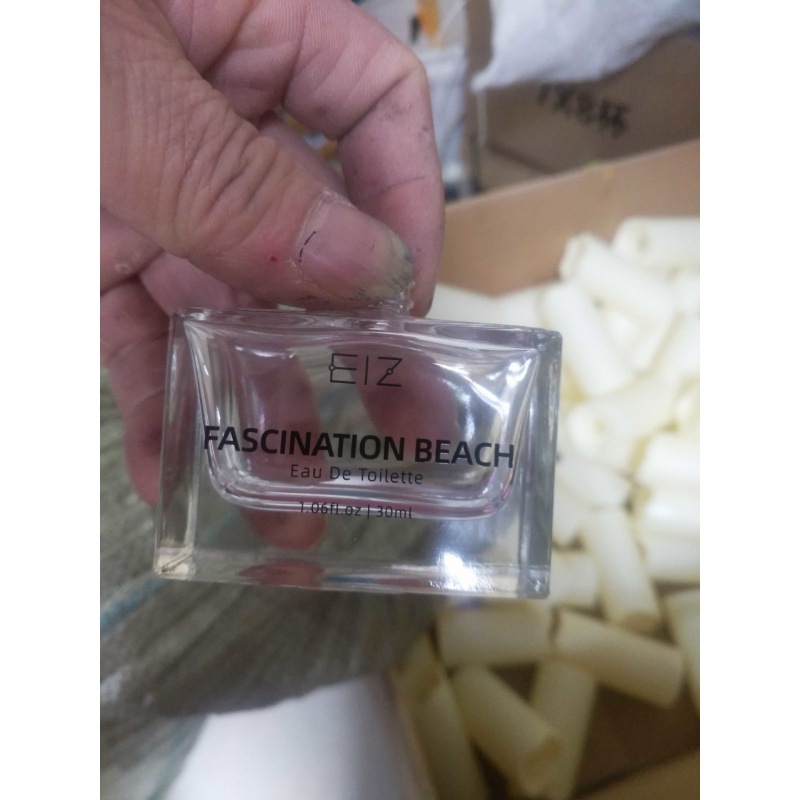 EIZ
FASCINATION BEACH
Eau De Toilette
1.06fl oz | 30ml